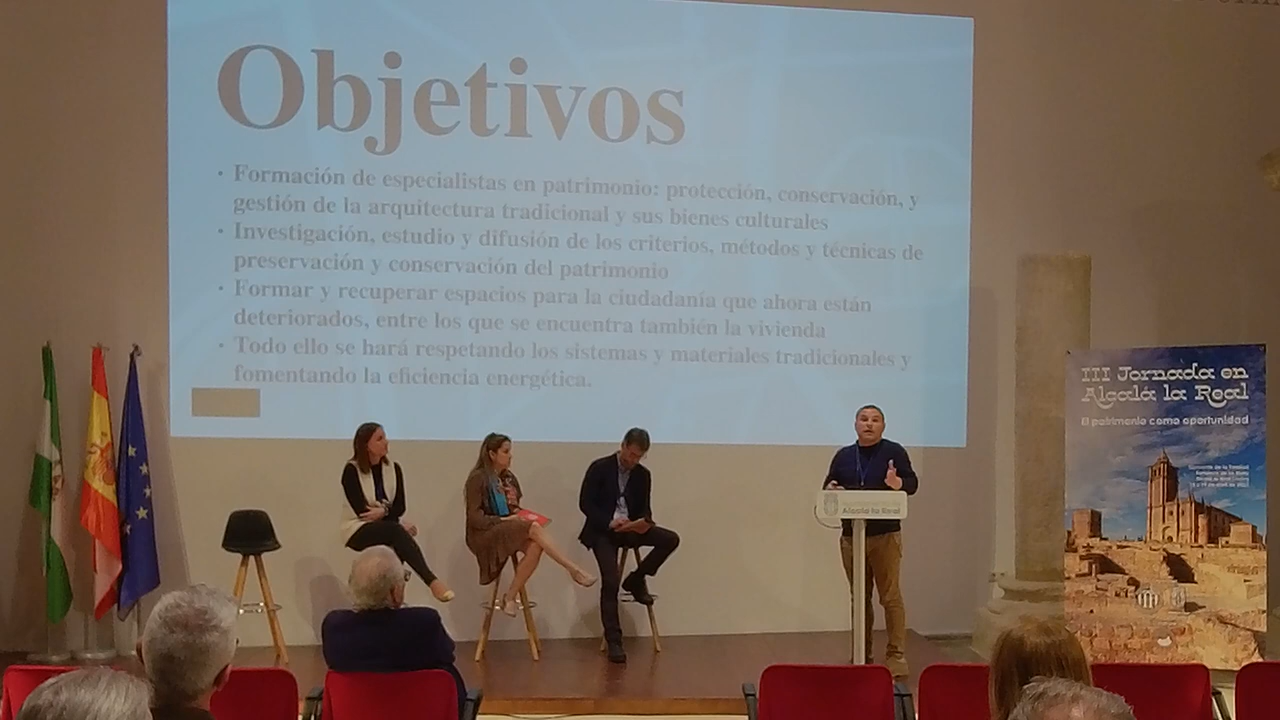 Objetivos
• Formación de especialistas en patrimonio: protección, conservación, y
gestión de la arquitectura tradicional y sus bienes culturales
• Investigación, estudio y difusión de los criterios, métodos y técnicas de
preservación y conservación del patrimonio
• Formar y recuperar espacios para la ciudadanía que ahora están
deteriorados, entre los que se encuentra también la vivienda
• Todo ello se hará respetando los sistemas y materiales tradicionales y
fomentando la eficiencia energética.
Alcalá la Real
III Jornada en
Alcalá la Real
El patrimonio como oportunidad